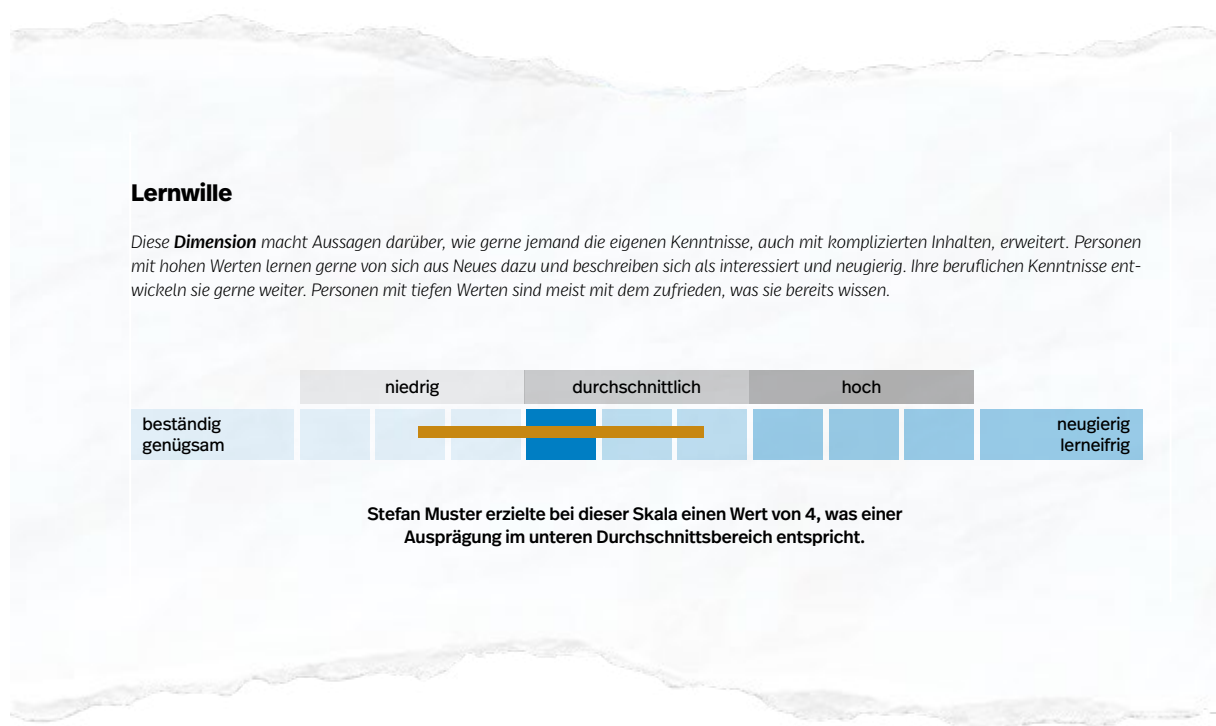 Lernwille
Diese Dimension macht Aussagen darüber, wie gerne jemand die eigenen Kenntnisse, auch mit komplizierten Inhalten, erweitert. Personen
mit hohen Werten lernen gerne von sich aus Neues dazu und beschreiben sich als interessiert und neugierig. Ihre beruflichen Kenntnisse ent-
wickeln sie gerne weiter. Personen mit tiefen Werten sind meist mit dem zufrieden, was sie bereits wissen.
niedrig durchschnittlich hoch
beständig neugierig
genügsam lerneifrig
Stefan Muster erzielte bei dieser Skala einen Wert von 4, was einer
Ausprägung im unteren Durchschnittsbereich entspricht.